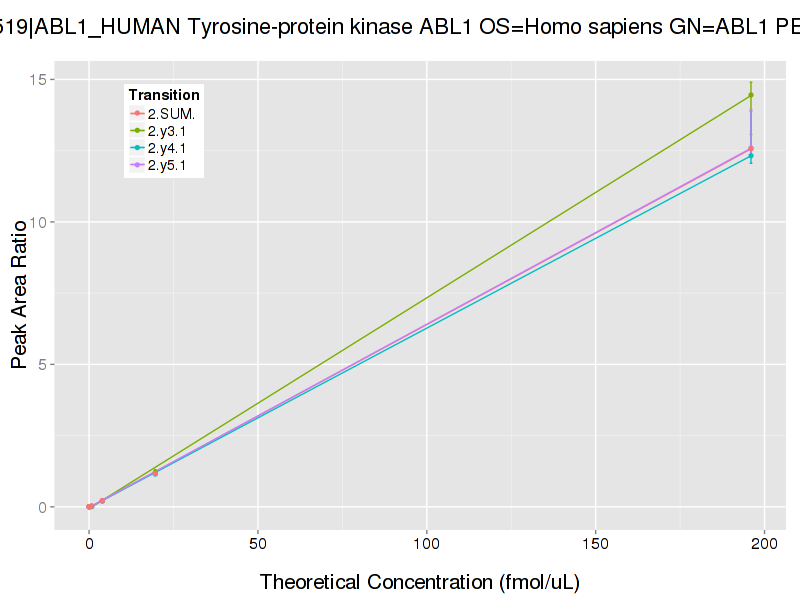 519|ABL1_HUMAN Tyrosine-protein kinase ABL1 OS=Homo sapiens GN=ABL1 PE
Transition
2.SUM.
2.y3.1
2.y4.1
2.y5.1
15
10
5
0
Peak Area Ratio
0 50 100 150 200
Theoretical Concentration (fmol/uL)